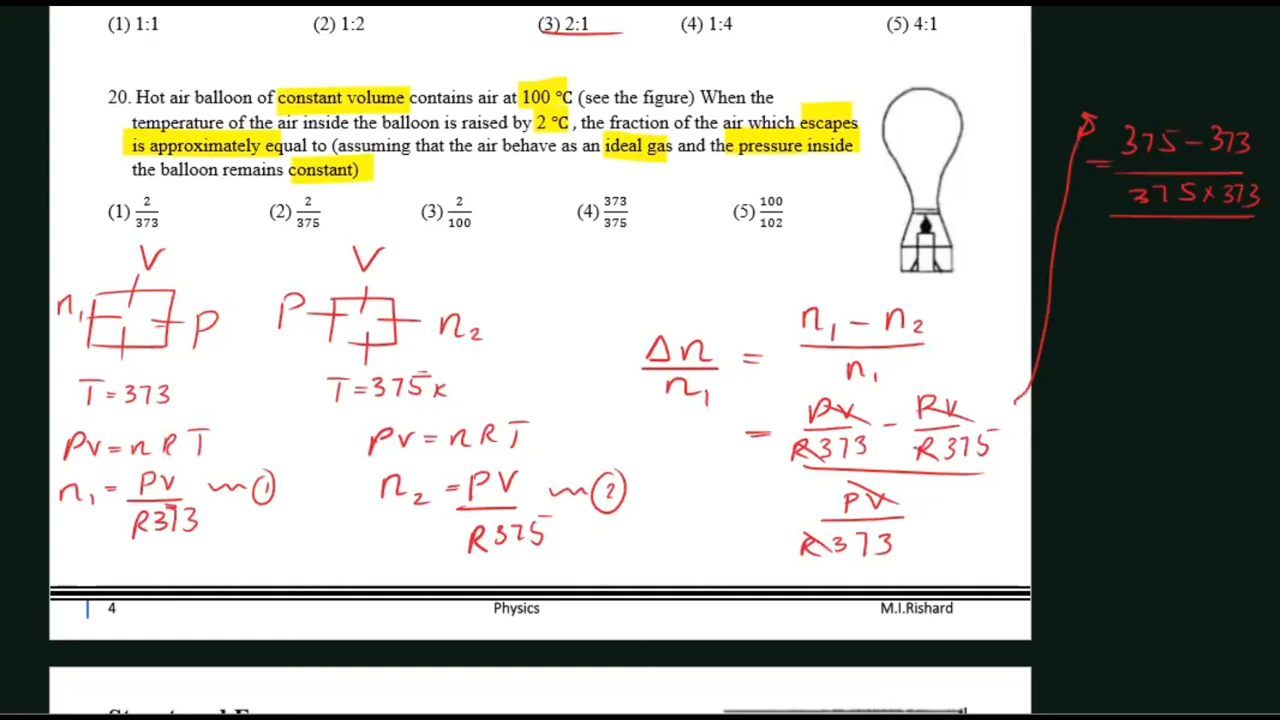 (1) 1:1 (2) 1:2 (3) 2:1 (4) 1:4 (5) 4:1
20. Hot air balloon of constant volume contains air at 100 °C (see the figure) When the
temperature of the air inside the balloon is raised by 2 °C , the fraction of the air which escapes
is approximately equal to (assuming that the air behave as an ideal gas and the pressure inside
the balloon remains constant)
(1) 2/373 (2) 2/375 (3) 2/100 (4) 373/375 (5) 100/102
V
n₁ P
T = 373
PV = nRT
n₁ = PV/R373 ①
V
P n₂
T = 375 K
PV = nRT
n₂ = PV/R375 ②
Δn/n₁ = n₁ - n₂/n₁
= PV/R373 - PV/R375
PV/R373
= 375 - 373/375 × 373
4 Physics M.I.Rishard